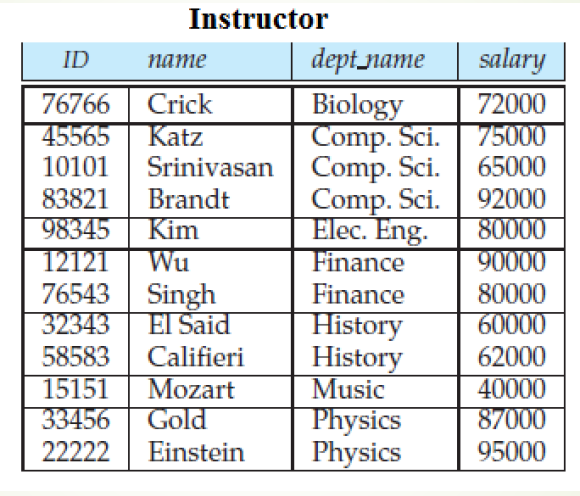 Instructor
ID name dept_name salary
76766 Crick Biology 72000
45565 Katz Comp. Sci. 75000
10101 Srinivasan Comp. Sci. 65000
83821 Brandt Comp. Sci. 92000
98345 Kim Elec. Eng. 80000
12121 Wu Finance 90000
76543 Singh Finance 80000
32343 El Said History 60000
58583 Califieri History 62000
15151 Mozart Music 40000
33456 Gold Physics 87000
22222 Einstein Physics 95000